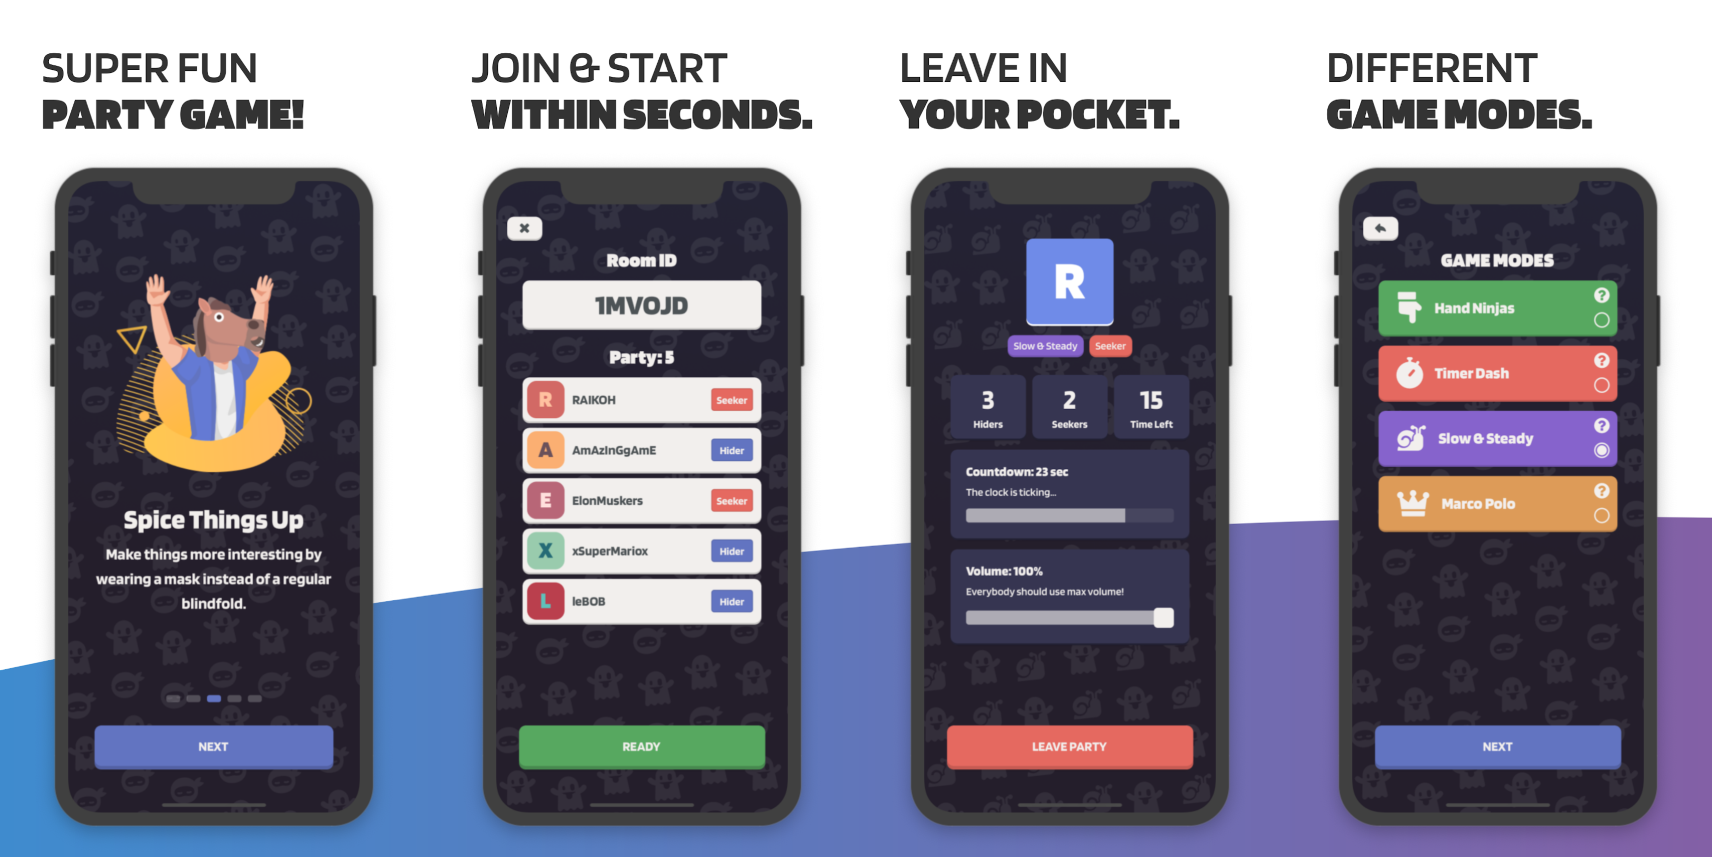 SUPER FUN
PARTY GAME!
Spice Things Up
Make things more interesting by
wearing a mask instead of a regular
blindfold.
NEXT
JOIN & START
WITHIN SECONDS.
Room ID
1MVOJD
Party: 5
R RAIKOH Seeker
A AmAzInGgAmE Hider
E ElonMuskers Seeker
X xSuperMariox Hider
L leBOB Hider
READY
LEAVE IN
YOUR POCKET.
R
Slow & Steady Seeker
3 2 15
Hiders Seekers Time Left
Countdown: 23 sec
The clock is ticking...
Volume: 100%
Everybody should use max volume!
LEAVE PARTY
DIFFERENT
GAME MODES.
GAME MODES
Hand Ninjas ?
Timer Dash ?
Slow & Steady ?
Marco Polo ?
NEXT